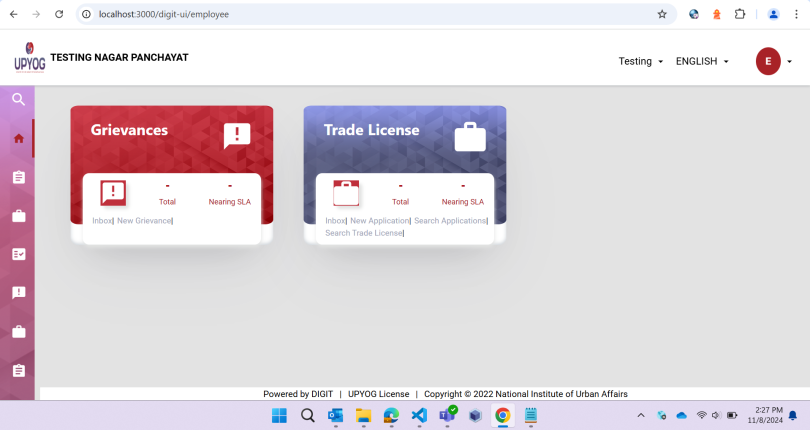 localhost:3000/digit-ui/employee
UPYOG
TESTING NAGAR PANCHAYAT
Testing
ENGLISH
E
Grievances
- -
Total Nearing SLA
Inbox| New Grievance|
Trade License
- -
Total Nearing SLA
Inbox| New Application| Search Applications|
Search Trade License|
Powered by DIGIT | UPYOG License | Copyright © 2022 National Institute of Urban Affairs
2:27 PM
11/8/2024